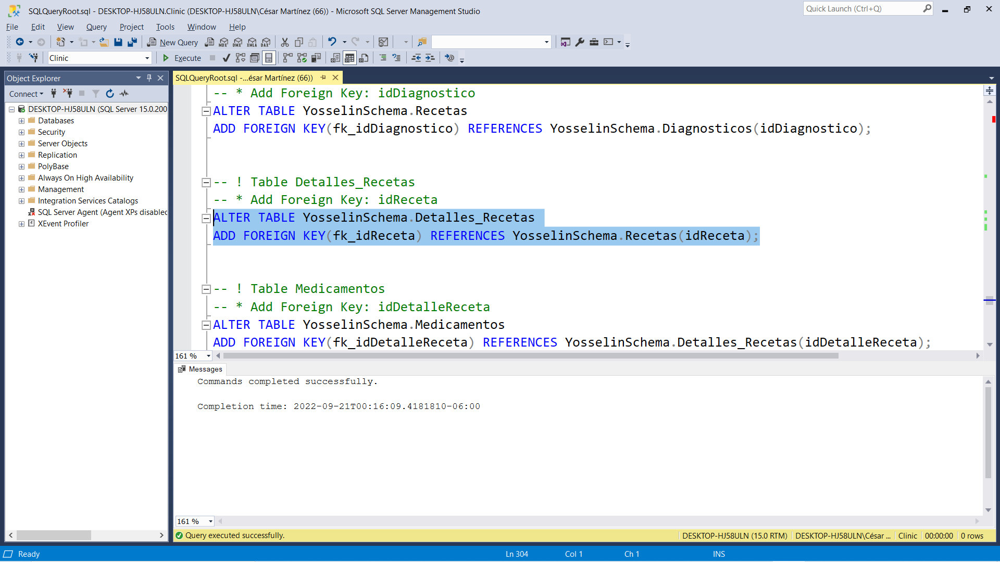 SQLQueryRoot.sql - DESKTOP-HJ58ULN.Clinic (DESKTOP-HJ58ULN\César Martínez (66)) - Microsoft SQL Server Management Studio
Quick Launch (Ctrl+Q)
File Edit View Query Project Tools Window Help
New Query MDX DMX XMLA DAX
Clinic Execute
Object Explorer
SQLQueryRoot.sql -...ésar Martínez (66))
Connect
DESKTOP-HJ58ULN (SQL Server 15.0.200
Databases
Security
Server Objects
Replication
PolyBase
Always On High Availability
Management
Integration Services Catalogs
SQL Server Agent (Agent XPs disablec
XEvent Profiler
-- * Add Foreign Key: idDiagnostico
ALTER TABLE YosselinSchema.Recetas
ADD FOREIGN KEY(fk_idDiagnostico) REFERENCES YosselinSchema.Diagnosticos(idDiagnostico);
-- ! Table Detalles_Recetas
-- * Add Foreign Key: idReceta
ALTER TABLE YosselinSchema.Detalles_Recetas
ADD FOREIGN KEY(fk_idReceta) REFERENCES YosselinSchema.Recetas(idReceta);
-- ! Table Medicamentos
-- * Add Foreign Key: idDetalleReceta
ALTER TABLE YosselinSchema.Medicamentos
ADD FOREIGN KEY(fk_idDetalleReceta) REFERENCES YosselinSchema.Detalles_Recetas(idDetalleReceta);
161 %
Messages
Commands completed successfully.
Completion time: 2022-09-21T00:16:09.4181810-06:00
161 %
Query executed successfully.
DESKTOP-HJ58ULN (15.0 RTM) DESKTOP-HJ58ULN\César ... Clinic 00:00:00 0 rows
Ready Ln 304 Col 1 Ch 1 INS